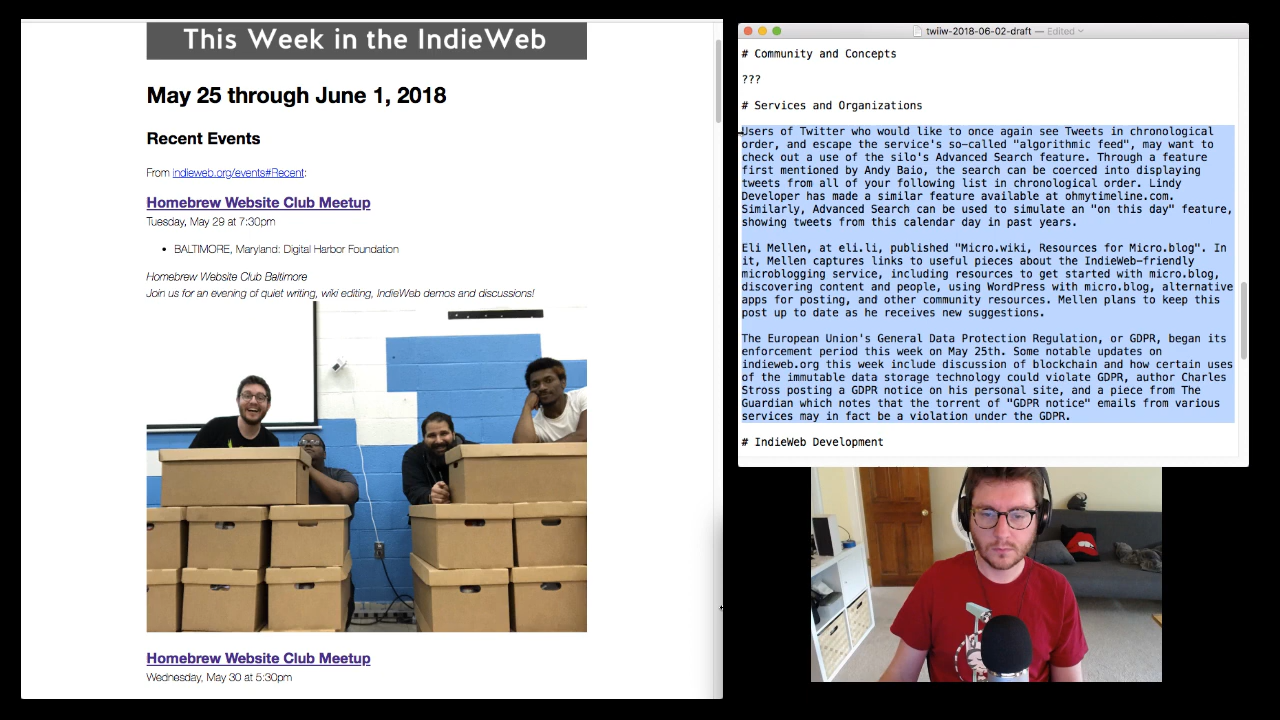 This Week in the IndieWeb
May 25 through June 1, 2018
Recent Events
From indieweb.org/events#Recent:
Homebrew Website Club Meetup
Tuesday, May 29 at 7:30pm
• BALTIMORE, Maryland: Digital Harbor Foundation
Homebrew Website Club Baltimore
Join us for an evening of quiet writing, wiki editing, IndieWeb demos and discussions!
Homebrew Website Club Meetup
Wednesday, May 30 at 5:30pm
twiiw-2018-06-02-draft — Edited
# Community and Concepts
???
# Services and Organizations
Users of Twitter who would like to once again see Tweets in chronological
order, and escape the service's so-called "algorithmic feed", may want to
check out a use of the silo's Advanced Search feature. Through a feature
first mentioned by Andy Baio, the search can be coerced into displaying
tweets from all of your following list in chronological order. Lindy
Developer has made a similar feature available at ohmytimeline.com.
Similarly, Advanced Search can be used to simulate an "on this day" feature,
showing tweets from this calendar day in past years.
Eli Mellen, at eli.li, published "Micro.wiki, Resources for Micro.blog". In
it, Mellen captures links to useful pieces about the IndieWeb-friendly
microblogging service, including resources to get started with micro.blog,
discovering content and people, using WordPress with micro.blog, alternative
apps for posting, and other community resources. Mellen plans to keep this
post up to date as he receives new suggestions.
The European Union's General Data Protection Regulation, or GDPR, began its
enforcement period this week on May 25th. Some notable updates on
indieweb.org this week include discussion of blockchain and how certain uses
of the immutable data storage technology could violate GDPR, author Charles
Stross posting a GDPR notice on his personal site, and a piece from The
Guardian which notes that the torrent of "GDPR notice" emails from various
services may in fact be a violation under the GDPR.
# IndieWeb Development